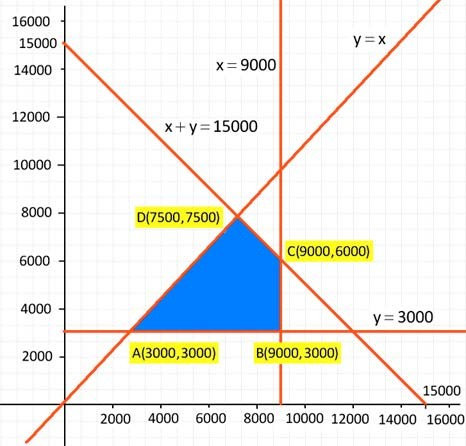 16000
15000
14000
12000
10000
8000
6000
4000
2000
y = x
x = 9000
x + y = 15000
D(7500,7500)
C(9000,6000)
y = 3000
A(3000,3000)
B(9000,3000)
15000
2000 4000 6000 8000 10000 12000 14000 16000